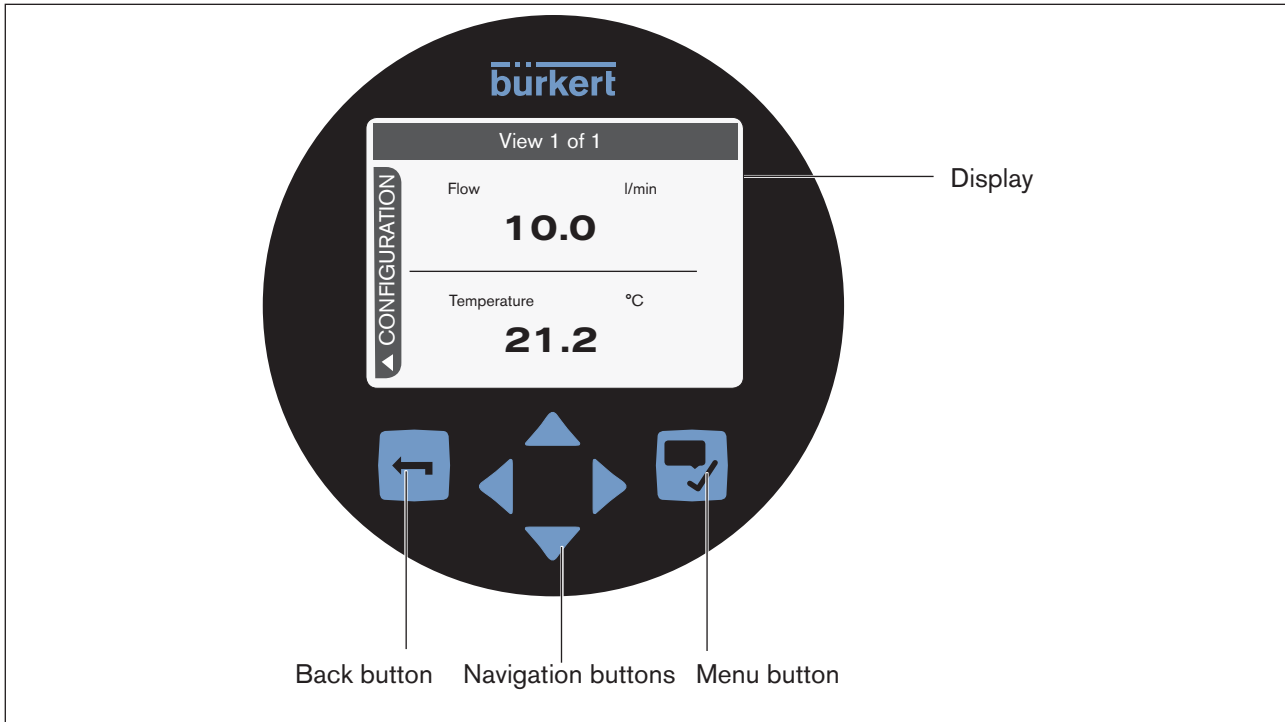 bürkert
View 1 of 1
Display
◀ CONFIGURATION
Flow l/min
10.0
Temperature °C
21.2
Back button Navigation buttons Menu button